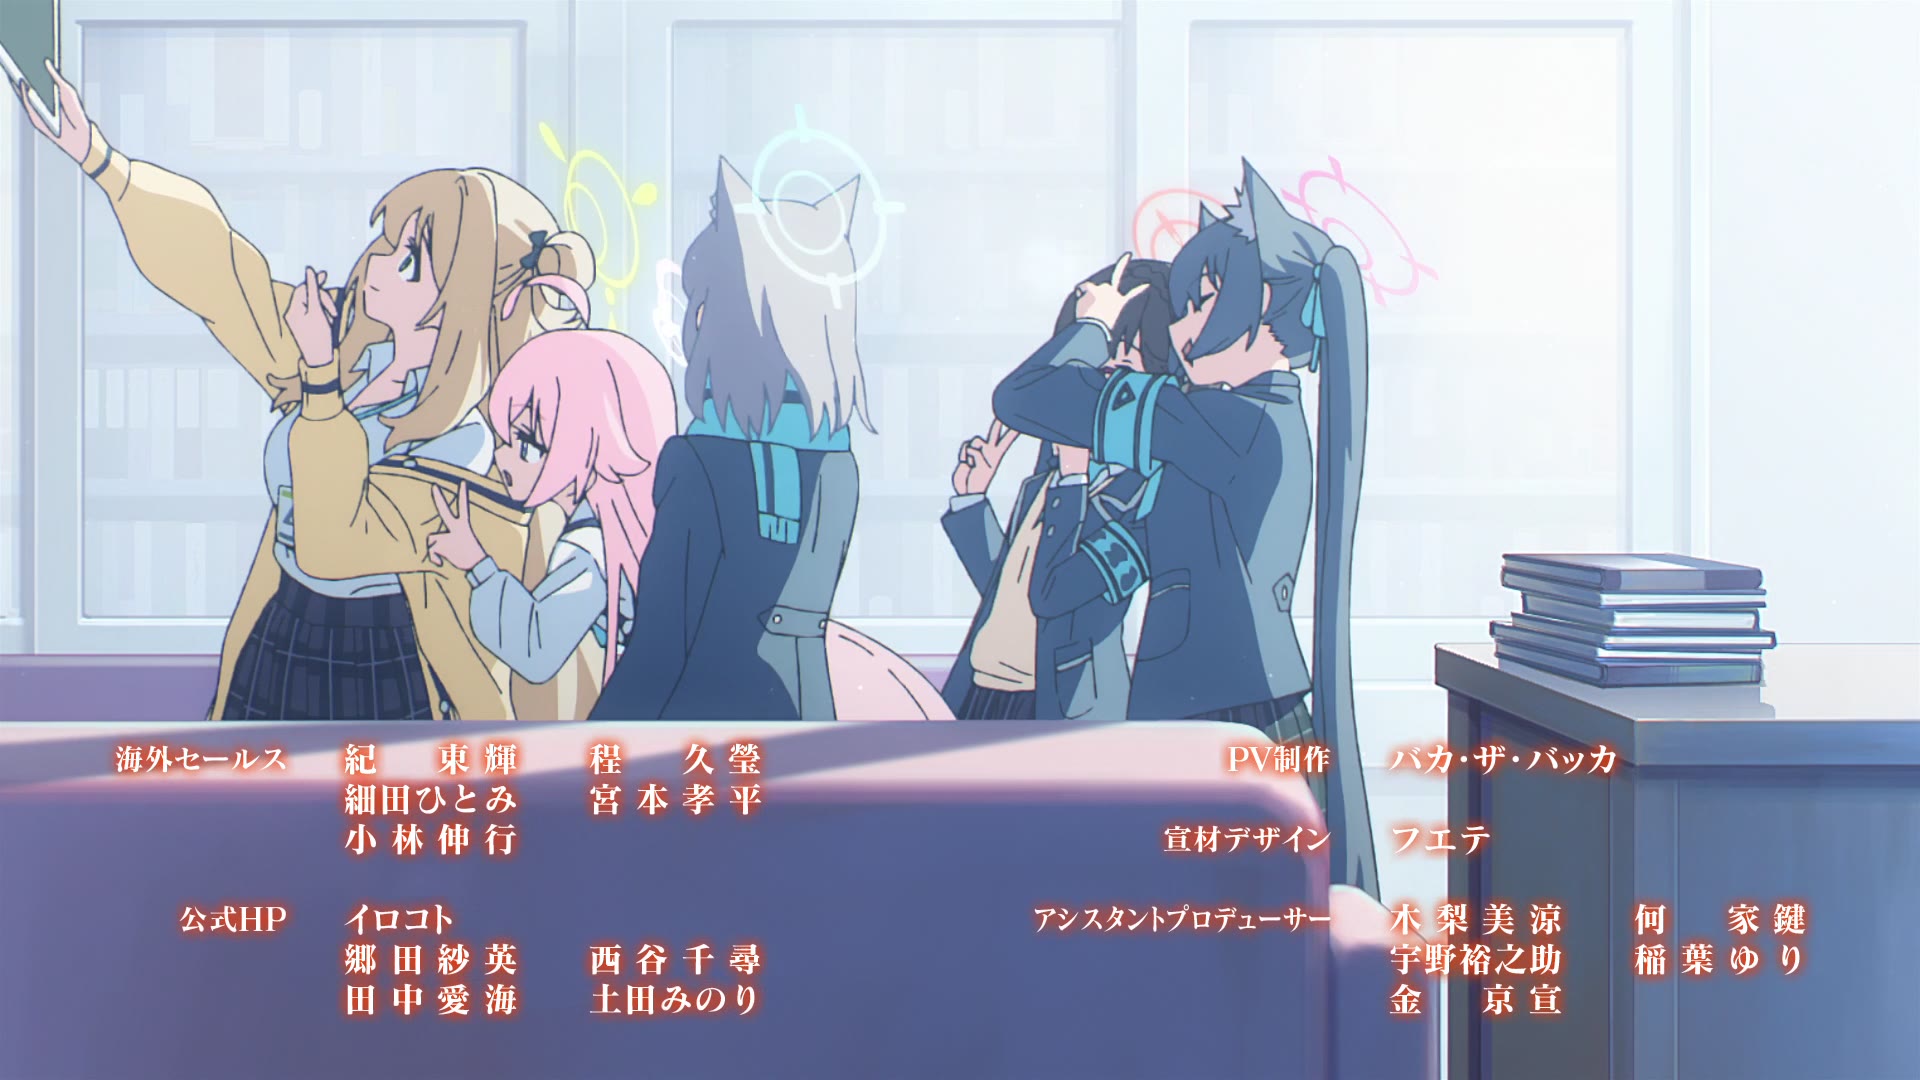 海外セールス 紀東輝 程久瑩
細田ひとみ 宮本孝平
小林伸行
公式HP イロコト
郷田紗英 西谷千尋
田中愛海 土田みのり
PV制作 バカ・ザ・バッカ
宣材デザイン フエテ
アシスタントプロデューサー 木梨美涼 何家鍵
宇野裕之助 稲葉ゆり
金京宣